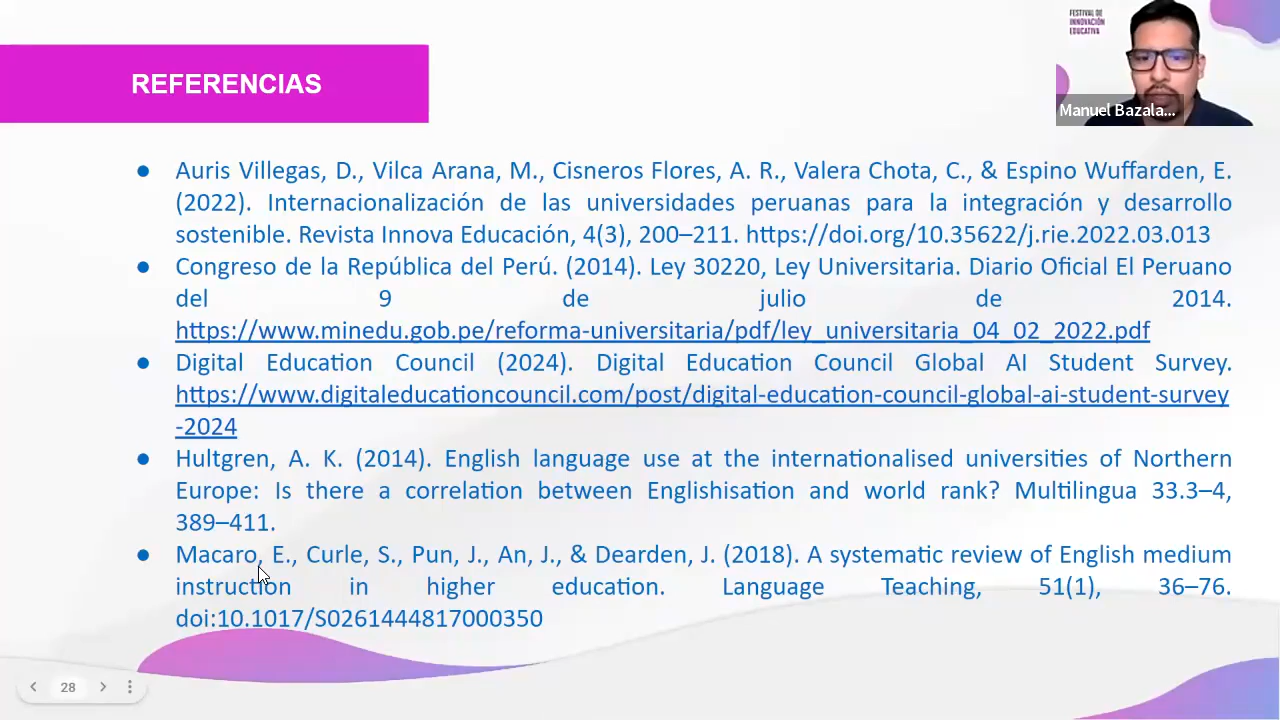 FESTIVAL DE
INNOVACIÓN
EDUCATIVA
Manuel Bazala...
REFERENCIAS
● Auris Villegas, D., Vilca Arana, M., Cisneros Flores, A. R., Valera Chota, C., & Espino Wuffarden, E.
(2022). Internacionalización de las universidades peruanas para la integración y desarrollo
sostenible. Revista Innova Educación, 4(3), 200–211. https://doi.org/10.35622/j.rie.2022.03.013
● Congreso de la República del Perú. (2014). Ley 30220, Ley Universitaria. Diario Oficial El Peruano
del 9 de julio de 2014.
https://www.minedu.gob.pe/reforma-universitaria/pdf/ley_universitaria_04_02_2022.pdf
● Digital Education Council (2024). Digital Education Council Global AI Student Survey.
https://www.digitaleducationcouncil.com/post/digital-education-council-global-ai-student-survey
-2024
● Hultgren, A. K. (2014). English language use at the internationalised universities of Northern
Europe: Is there a correlation between Englishisation and world rank? Multilingua 33.3–4,
389–411.
● Macaro, E., Curle, S., Pun, J., An, J., & Dearden, J. (2018). A systematic review of English medium
instruction in higher education. Language Teaching, 51(1), 36–76.
doi:10.1017/S0261444817000350
28